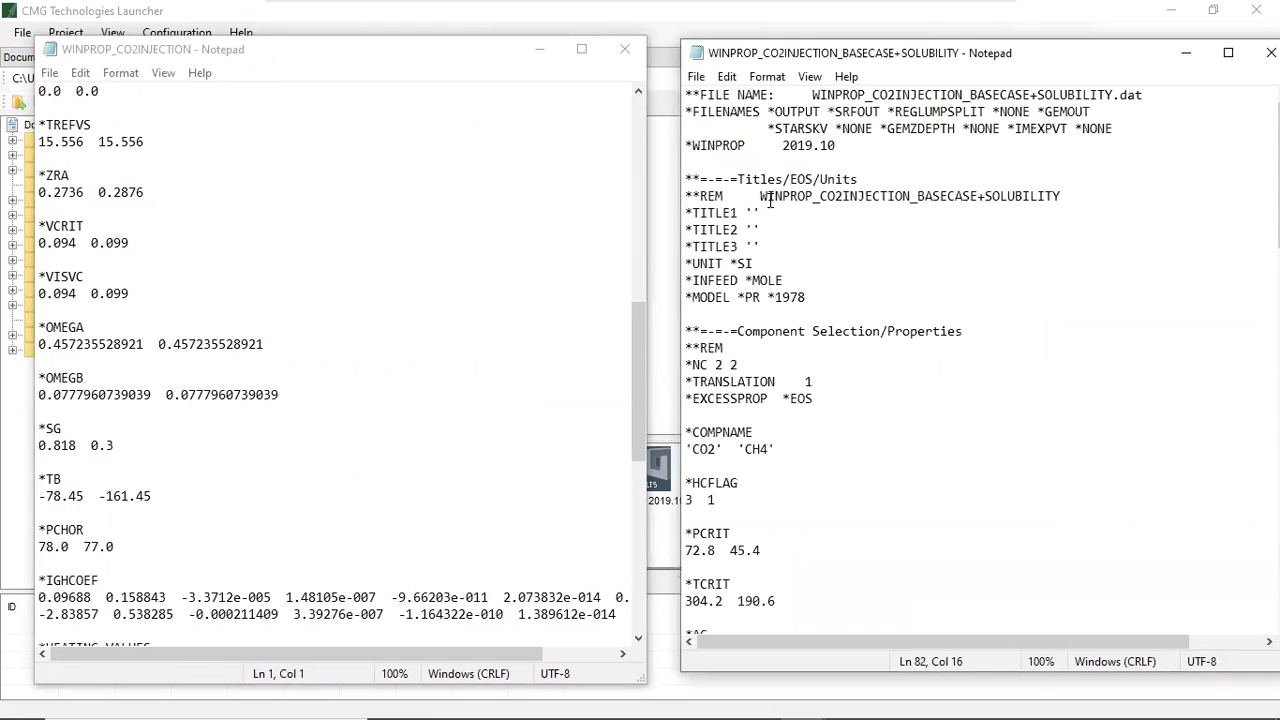 CMG Technologies Launcher
File Project View Configuration Help
WINPROP_CO2INJECTION - Notepad
File Edit Format View Help
0.0  0.0
*TREFVS
15.556  15.556
*ZRA
0.2736  0.2876
*VCRIT
0.094  0.099
*VISVC
0.094  0.099
*OMEGA
0.457235528921  0.457235528921
*OMEGB
0.0777960739039  0.0777960739039
*SG
0.818  0.3
*TB
-78.45  -161.45
*PCHOR
78.0  77.0
*IGHCOEF
0.09688  0.158843  -3.3712e-005  1.48105e-007  -9.66203e-011  2.073832e-014  0.
-2.83857  0.538285  -0.000211409  3.39276e-007  -1.164322e-010  1.389612e-014
*HEATING_VALUES
Ln 1, Col 1
100%
Windows (CRLF)
UTF-8
WINPROP_CO2INJECTION_BASECASE+SOLUBILITY - Notepad
File Edit Format View Help
**FILE NAME:     WINPROP_CO2INJECTION_BASECASE+SOLUBILITY.dat
*FILENAMES *OUTPUT *SRFOUT *REGLUMPSPLIT *NONE *GEMOUT
*STARSKV *NONE *GEMZDEPTH *NONE *IMEXPVT *NONE
*WINPROP     2019.10
**=-=-=Titles/EOS/Units
**REM     WINPROP_CO2INJECTION_BASECASE+SOLUBILITY
*TITLE1 ''
*TITLE2 ''
*TITLE3 ''
*UNIT *SI
*INFEED *MOLE
*MODEL *PR *1978
**=-=-=Component Selection/Properties
**REM
*NC 2 2
*TRANSLATION    1
*EXCESSPROP  *EOS
*COMPNAME
'CO2'  'CH4'
*HCFLAG
3  1
*PCRIT
72.8  45.4
*TCRIT
304.2  190.6
*AC
Ln 82, Col 16
100%
Windows (CRLF)
UTF-8
Docum
C:\U
Do
ID
LTS
2019.1